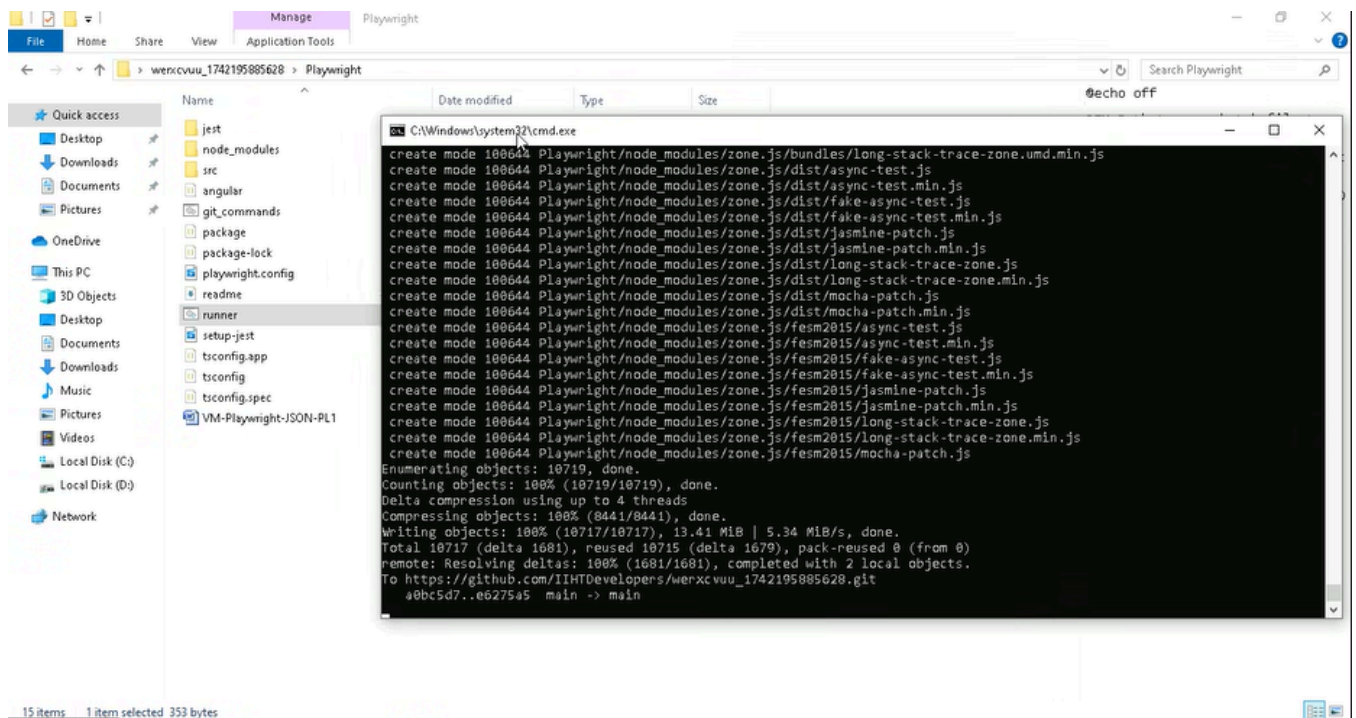 Manage
Playwright
File
Home
Share
View
Application Tools
werxcvuu_1742195885628 › Playwright
Search Playwright
Name
Date modified
Type
Size
@echo off
Quick access
Desktop
Downloads
Documents
Pictures
OneDrive
This PC
3D Objects
Desktop
Documents
Downloads
Music
Pictures
Videos
Local Disk (C:)
Local Disk (D:)
Network
jest
node_modules
src
angular
git_commands
package
package-lock
playwright.config
readme
runner
setup-jest
tsconfig.app
tsconfig
tsconfig.spec
VM-Playwright-JSON-PL1
C:\Windows\system32\cmd.exe
create mode 100644 Playwright/node_modules/zone.js/bundles/long-stack-trace-zone.umd.min.js
create mode 100644 Playwright/node_modules/zone.js/dist/async-test.js
create mode 100644 Playwright/node_modules/zone.js/dist/async-test.min.js
create mode 100644 Playwright/node_modules/zone.js/dist/fake-async-test.js
create mode 100644 Playwright/node_modules/zone.js/dist/fake-async-test.min.js
create mode 100644 Playwright/node_modules/zone.js/dist/jasmine-patch.js
create mode 100644 Playwright/node_modules/zone.js/dist/jasmine-patch.min.js
create mode 100644 Playwright/node_modules/zone.js/dist/long-stack-trace-zone.js
create mode 100644 Playwright/node_modules/zone.js/dist/long-stack-trace-zone.min.js
create mode 100644 Playwright/node_modules/zone.js/dist/mocha-patch.js
create mode 100644 Playwright/node_modules/zone.js/dist/mocha-patch.min.js
create mode 100644 Playwright/node_modules/zone.js/fesm2015/async-test.js
create mode 100644 Playwright/node_modules/zone.js/fesm2015/async-test.min.js
create mode 100644 Playwright/node_modules/zone.js/fesm2015/fake-async-test.js
create mode 100644 Playwright/node_modules/zone.js/fesm2015/fake-async-test.min.js
create mode 100644 Playwright/node_modules/zone.js/fesm2015/jasmine-patch.js
create mode 100644 Playwright/node_modules/zone.js/fesm2015/jasmine-patch.min.js
create mode 100644 Playwright/node_modules/zone.js/fesm2015/long-stack-trace-zone.js
create mode 100644 Playwright/node_modules/zone.js/fesm2015/long-stack-trace-zone.min.js
create mode 100644 Playwright/node_modules/zone.js/fesm2015/mocha-patch.js
Enumerating objects: 10719, done.
Counting objects: 100% (10719/10719), done.
Delta compression using up to 4 threads
Compressing objects: 100% (8441/8441), done.
Writing objects: 100% (10717/10717), 13.41 MiB | 5.34 MiB/s, done.
Total 10717 (delta 1681), reused 10715 (delta 1679), pack-reused 0 (from 0)
remote: Resolving deltas: 100% (1681/1681), completed with 2 local objects.
To https://github.com/IIHTDevelopers/werxcvuu_1742195885628.git
a0bc5d7..e6275a5 main -> main
15 items
1 item selected 353 bytes